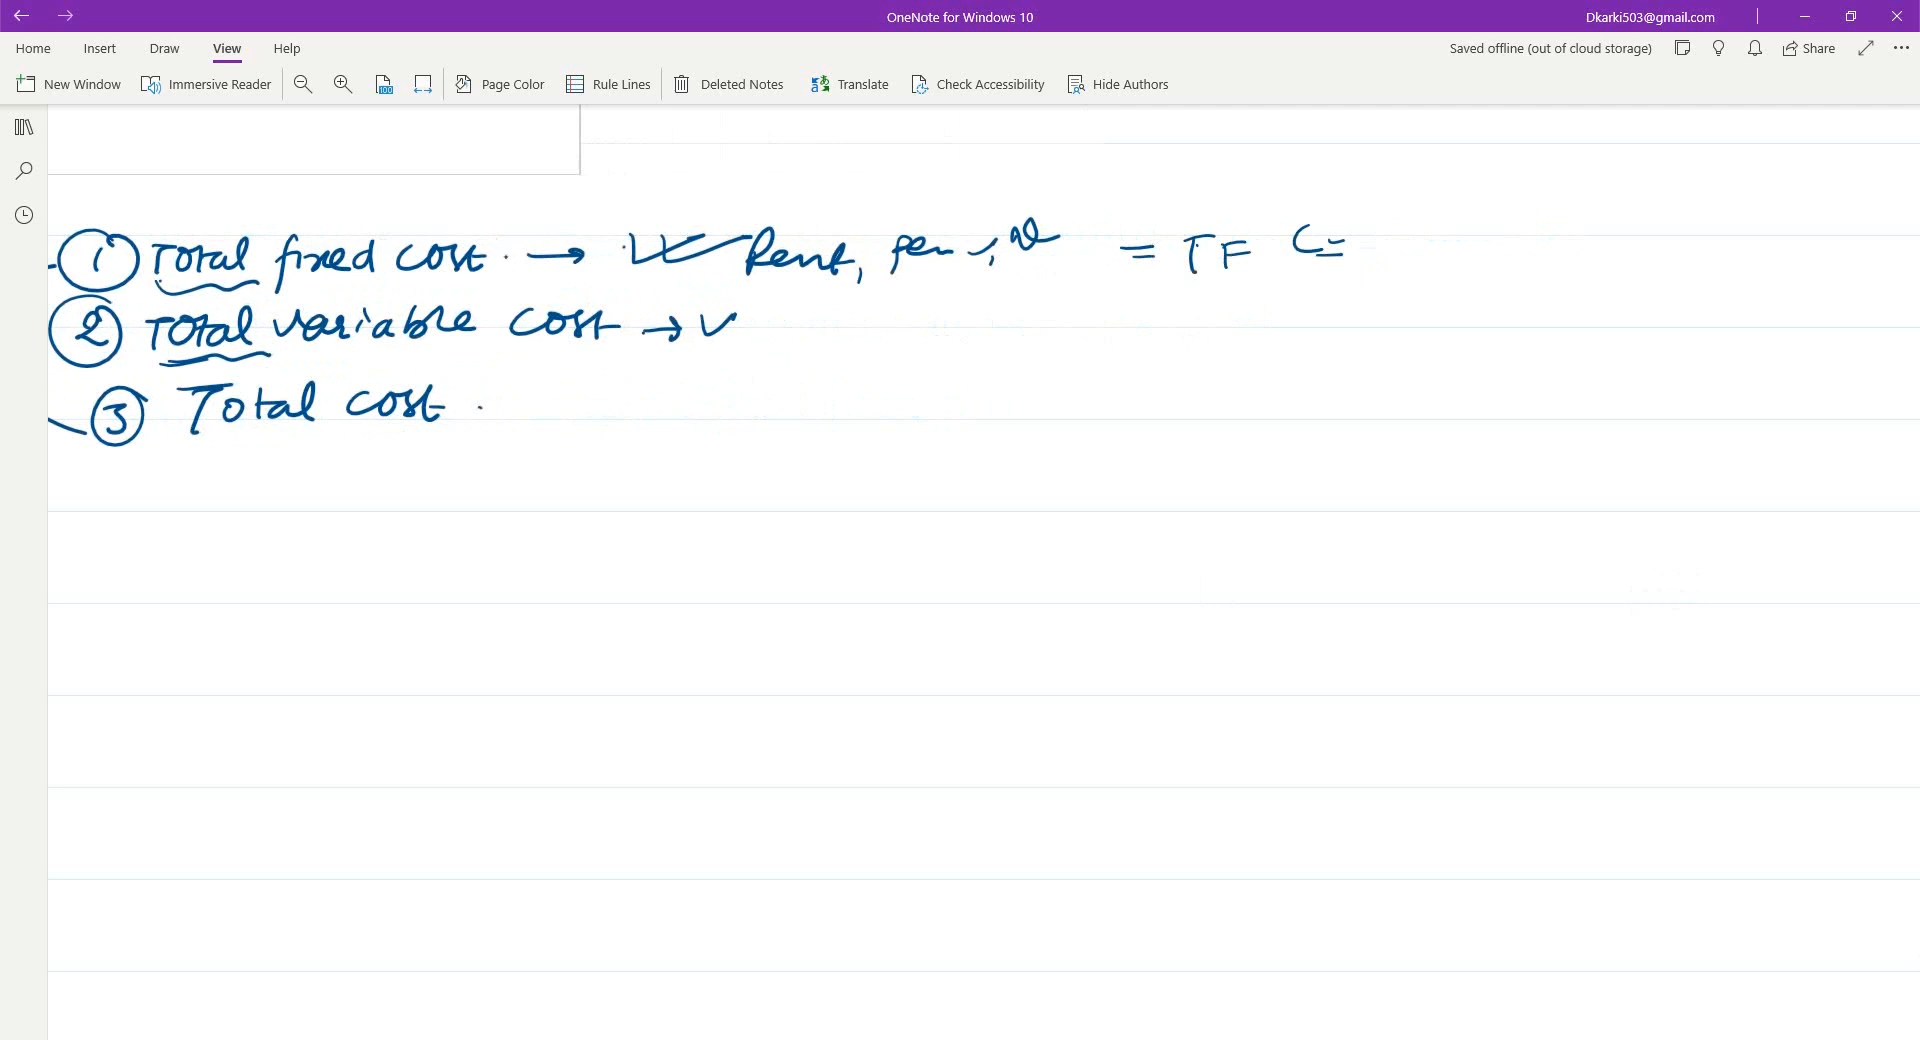 OneNote for Windows 10
Dkarki503@gmail.com
Home Insert Draw View Help
Saved offline (out of cloud storage)
Share
New Window Immersive Reader
Page Color Rule Lines
Deleted Notes Translate Check Accessibility Hide Authors
① Total fixed cost. → Rent, = TFC=
② Total variable cost → v
③ Total cost.